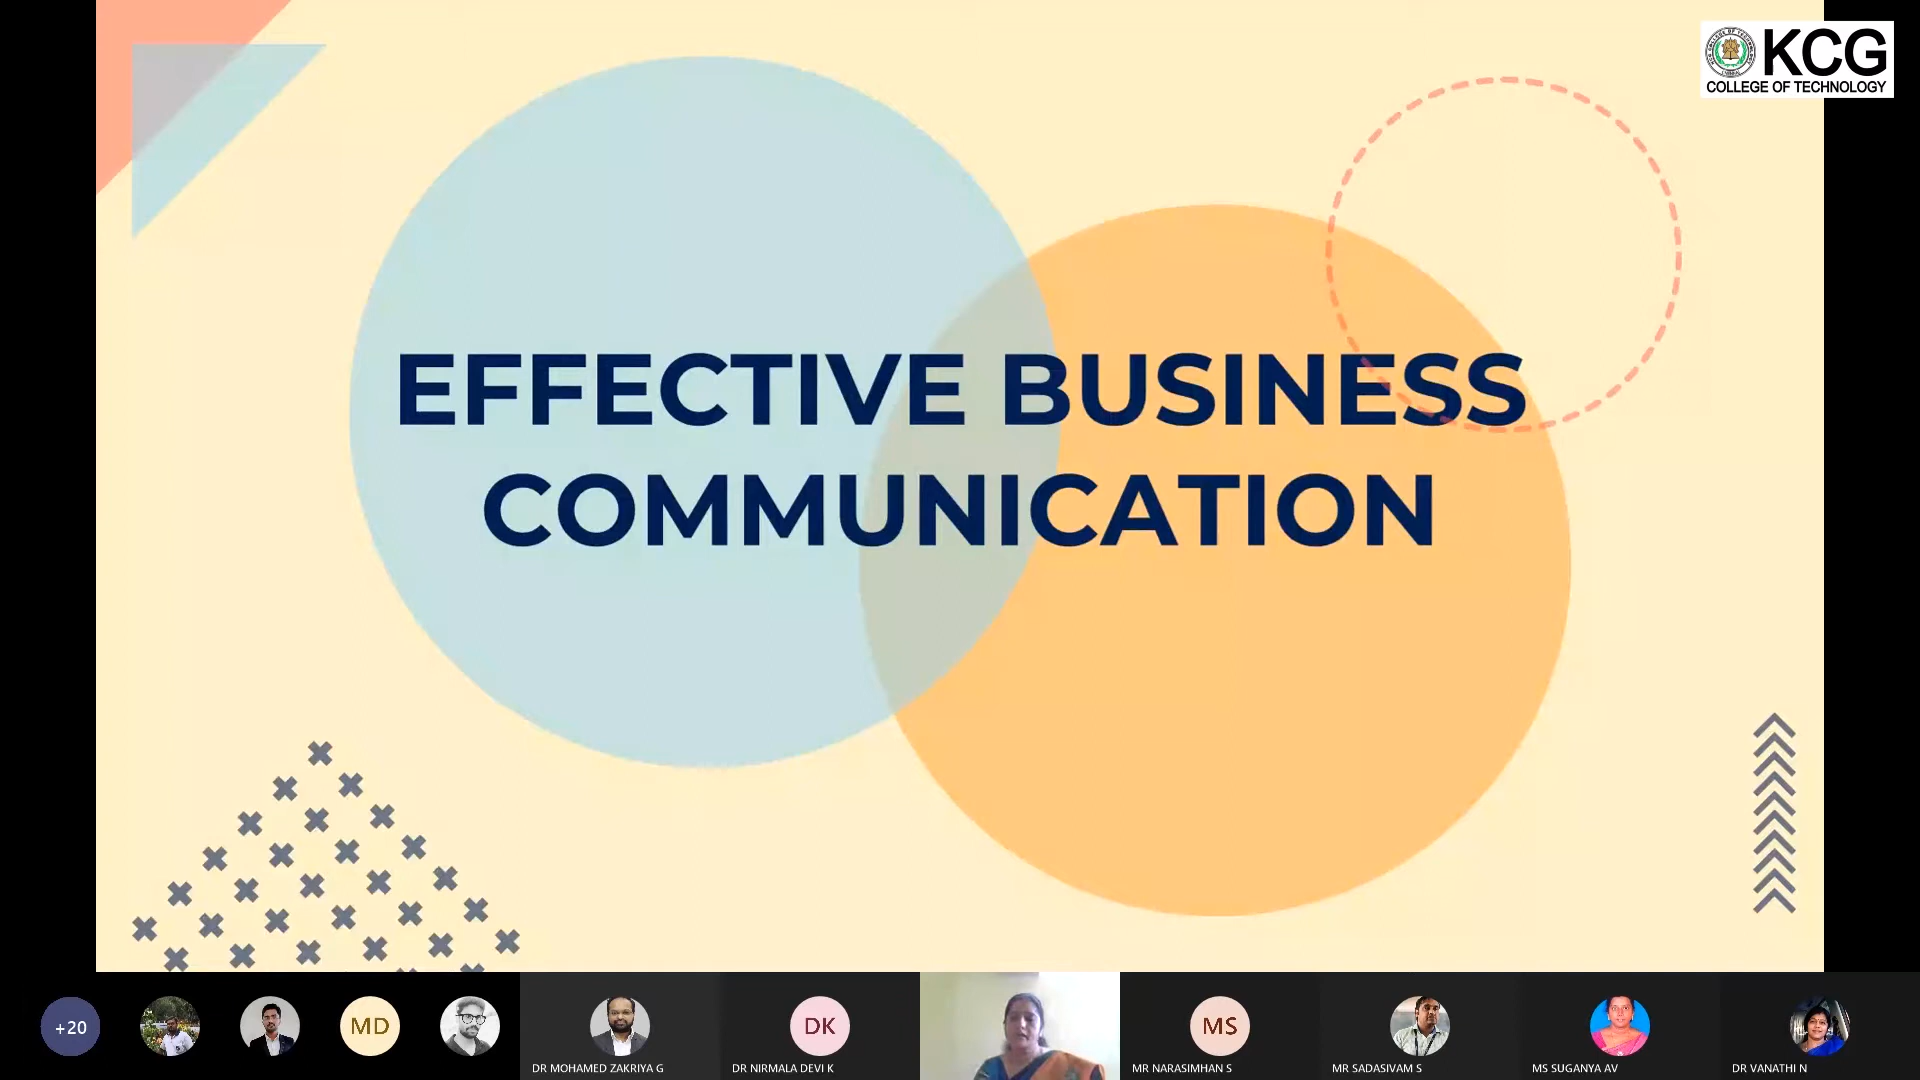 KCG
COLLEGE OF TECHNOLOGY
EFFECTIVE BUSINESS
COMMUNICATION
+20
MD
DK
MS
DR MOHAMED ZAKRIYA G
DR NIRMALA DEVI K
MR NARASIMHAN S
MR SADASIVAM S
MS SUGANYA AV
DR VANATHI N